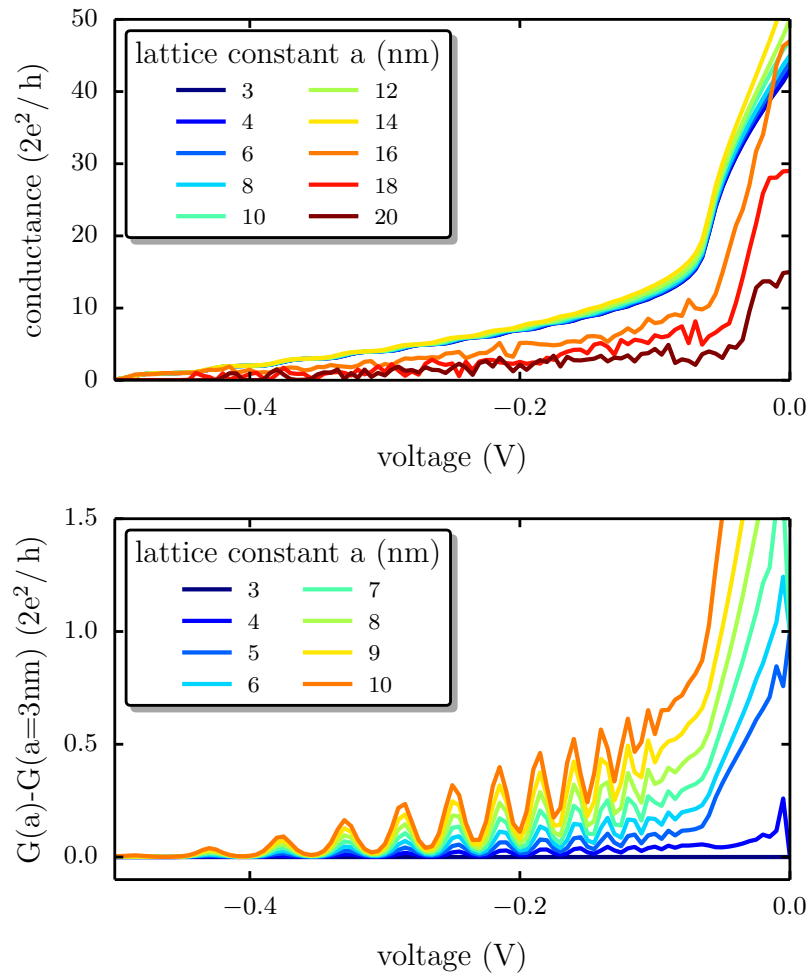 50
40
30
20
10
0
conductance (2e²/h)
lattice constant a (nm)
3 12
4 14
6 16
8 18
10 20
−0.4 −0.2 0.0
voltage (V)
1.5
1.0
0.5
0.0
G(a)-G(a=3nm) (2e²/h)
lattice constant a (nm)
3 7
4 8
5 9
6 10
−0.4 −0.2 0.0
voltage (V)